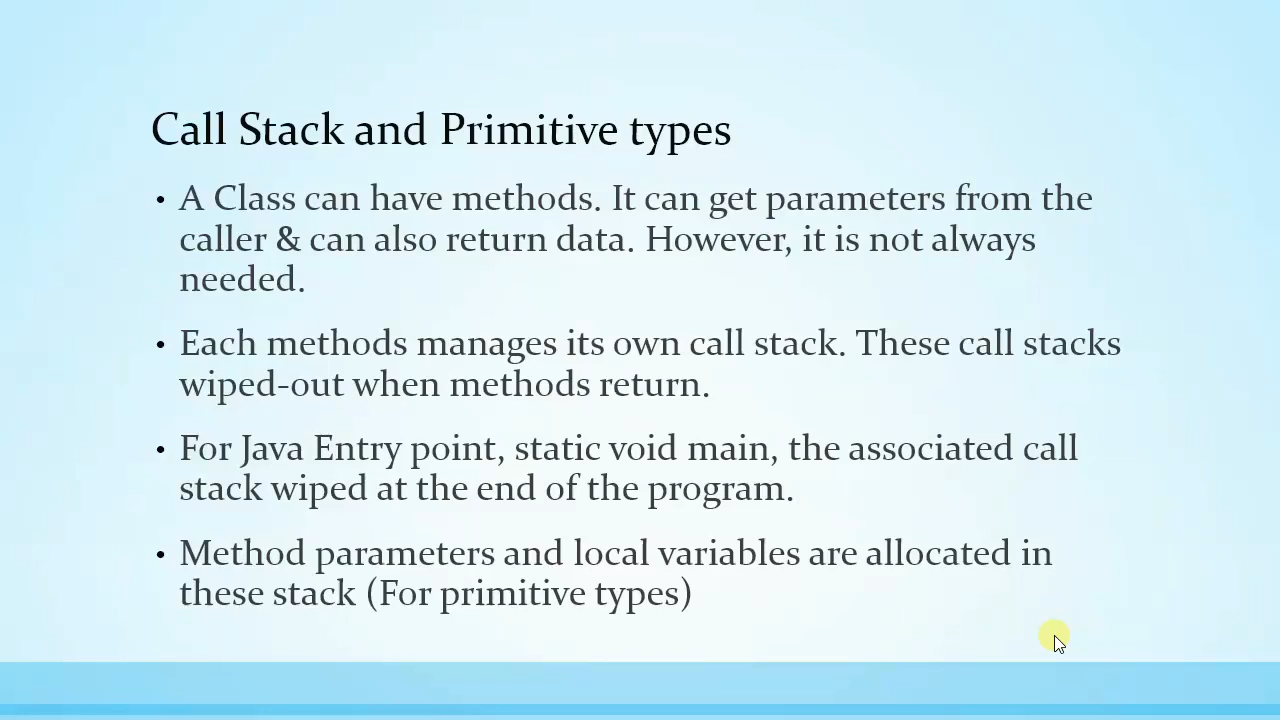 Call Stack and Primitive types
• A Class can have methods. It can get parameters from the
caller & can also return data. However, it is not always
needed.
• Each methods manages its own call stack. These call stacks
wiped-out when methods return.
• For Java Entry point, static void main, the associated call
stack wiped at the end of the program.
• Method parameters and local variables are allocated in
these stack (For primitive types)